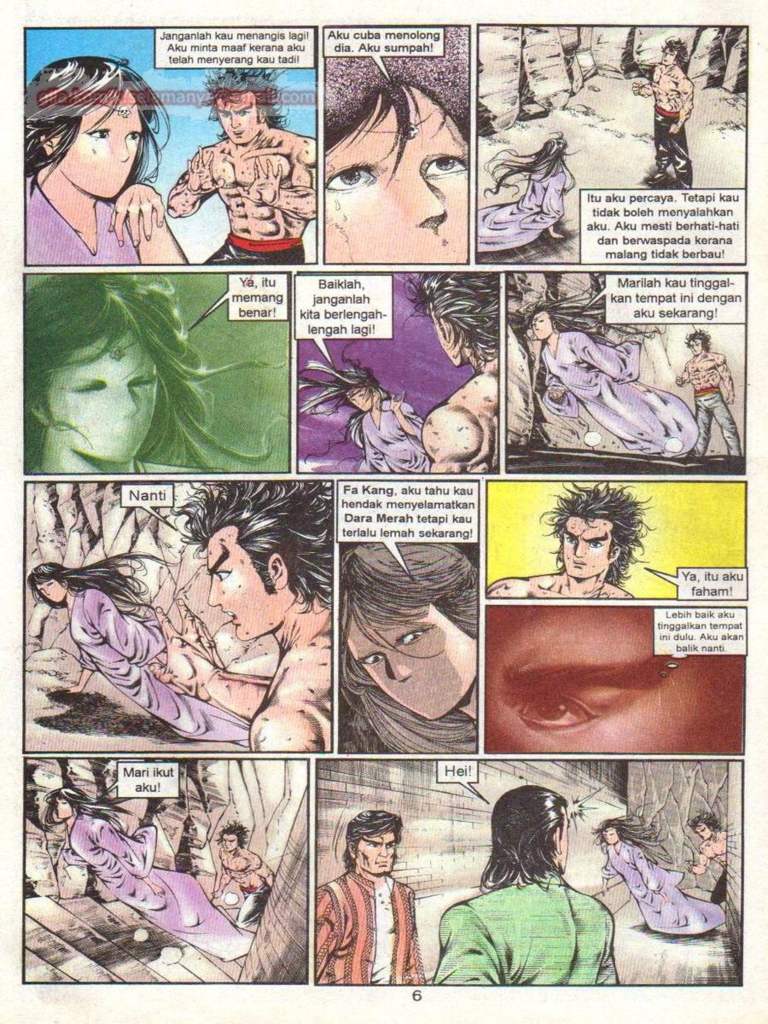 Janganlah kau menangis lagi!
Aku minta maaf kerana aku
telah menyerang kau tadi!
Aku cuba menolong
dia. Aku sumpah!
Itu aku percaya. Tetapi kau
tidak boleh menyalahkan
aku. Aku mesti berhati-hati
dan berwaspada kerana
malang tidak berbau!
Ya, itu
memang
benar!
Baiklah,
janganlah
kita berlengah-
lengah lagi!
Marilah kau tinggal-
kan tempat ini dengan
aku sekarang!
Nanti
Fa Kang, aku tahu kau
hendak menyelamatkan
Dara Merah tetapi kau
terlalu lemah sekarang!
Ya, itu aku
faham!
Lebih baik aku
tinggalkan tempat
ini dulu. Aku akan
balik nanti.
Mari ikut
aku!
Hei!
6